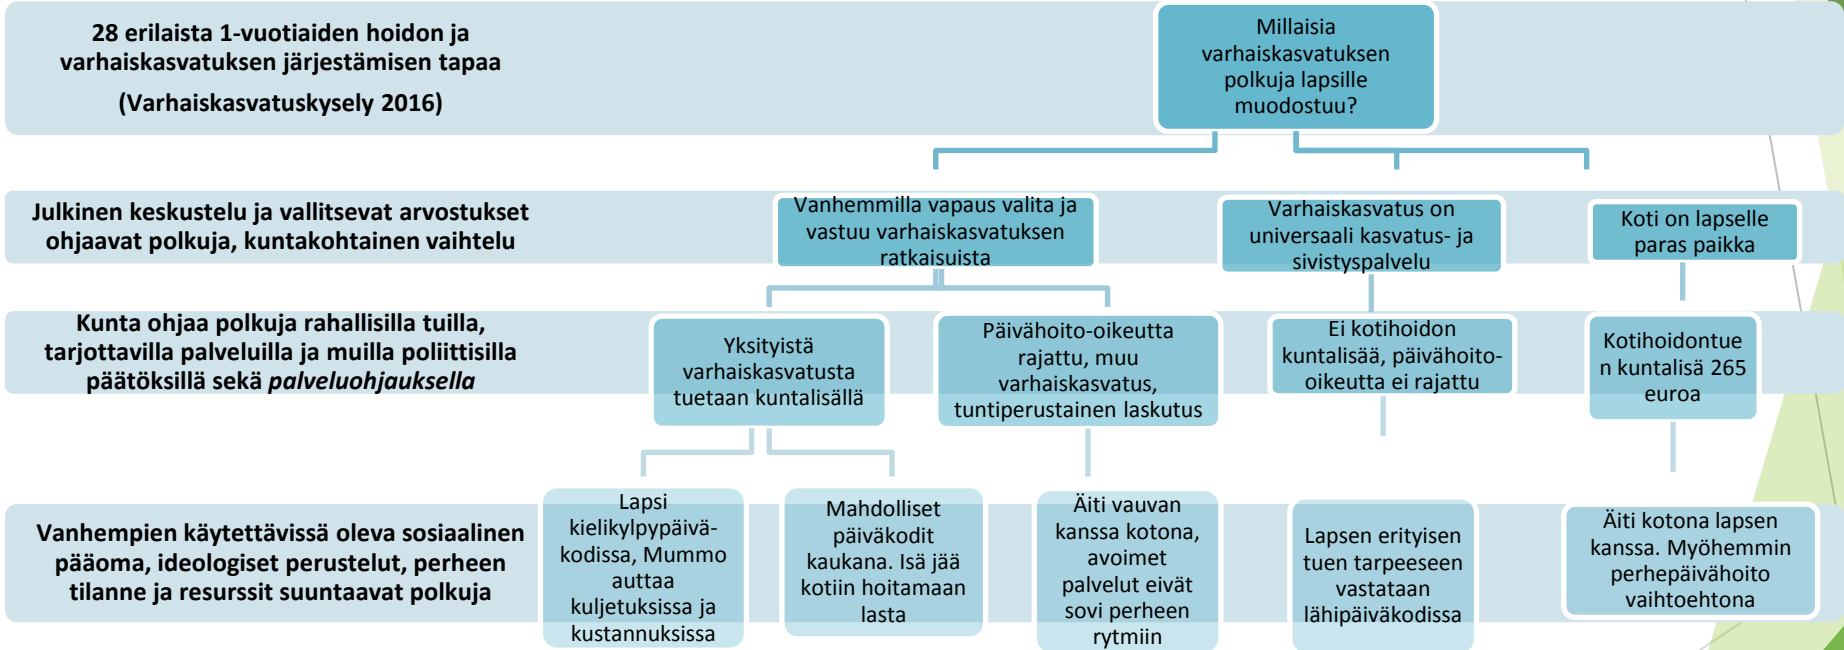 28 erilaista 1-vuotiaiden hoidon ja
varhaiskasvatuksen järjestämisen tapaa
(Varhaiskasvatuskysely 2016)
Millaisia
varhaiskasvatuksen
polkuja lapsille
muodostuu?
Julkinen keskustelu ja vallitsevat arvostukset
ohjaavat polkuja, kuntakohtainen vaihtelu
Vanhemmilla vapaus valita ja
vastuu varhaiskasvatuksen
ratkaisuista
Varhaiskasvatus on
universaali kasvatus- ja
sivistyspalvelu
Koti on lapselle
paras paikka
Kunta ohjaa polkuja rahallisilla tuilla,
tarjottavilla palveluilla ja muilla poliittisilla
päätöksillä sekä palveluohjauksella
Yksityistä
varhaiskasvatusta
tuetaan kuntalisällä
Päivähoito-oikeutta
rajattu, muu
varhaiskasvatus,
tuntiperustainen laskutus
Ei kotihoidon
kuntalisää, päivähoito-
oikeutta ei rajattu
Kotihoidontue
n kuntalisä 265
euroa
Vanhempien käytettävissä oleva sosiaalinen
pääoma, ideologiset perustelut, perheen
tilanne ja resurssit suuntaavat polkuja
Lapsi
kielikylpypäivä-
kodissa, Mummo
auttaa
kuljetuksissa ja
kustannuksissa
Mahdolliset
päiväkodit
kaukana. Isä jää
kotiin hoitamaan
lasta
Äiti vauvan
kanssa kotona,
avoimet
palvelut eivät
sovi perheen
rytmiin
Lapsen erityisen
tuen tarpeeseen
vastataan
lähipäiväkodissa
Äiti kotona lapsen
kanssa. Myöhemmin
perhepäivähoito
vaihtoehtona